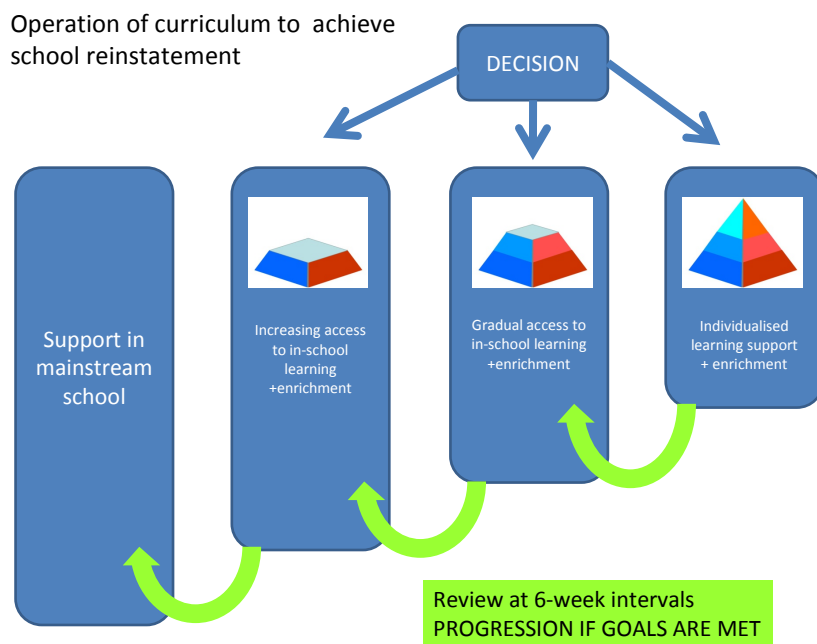 Operation of curriculum to  achieve
school reinstatement
DECISION
Support in
mainstream
school
Increasing access
to in-school
learning
+enrichment
Gradual access to
in-school learning
+enrichment
Individualised
learning support
+ enrichment
Review at 6-week intervals
PROGRESSION IF GOALS ARE MET